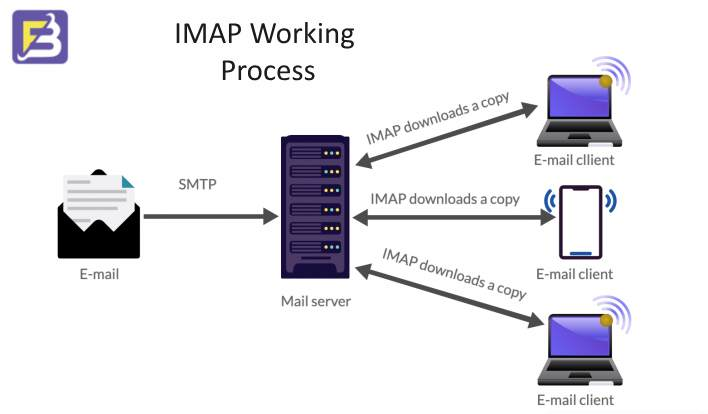 IMAP Working
Process
IMAP downloads a copy
E-mail cllient
SMTP
IMAP downloads a copy
E-mail
E-mail client
IMAP downloads a copy
Mail server
E-mail client